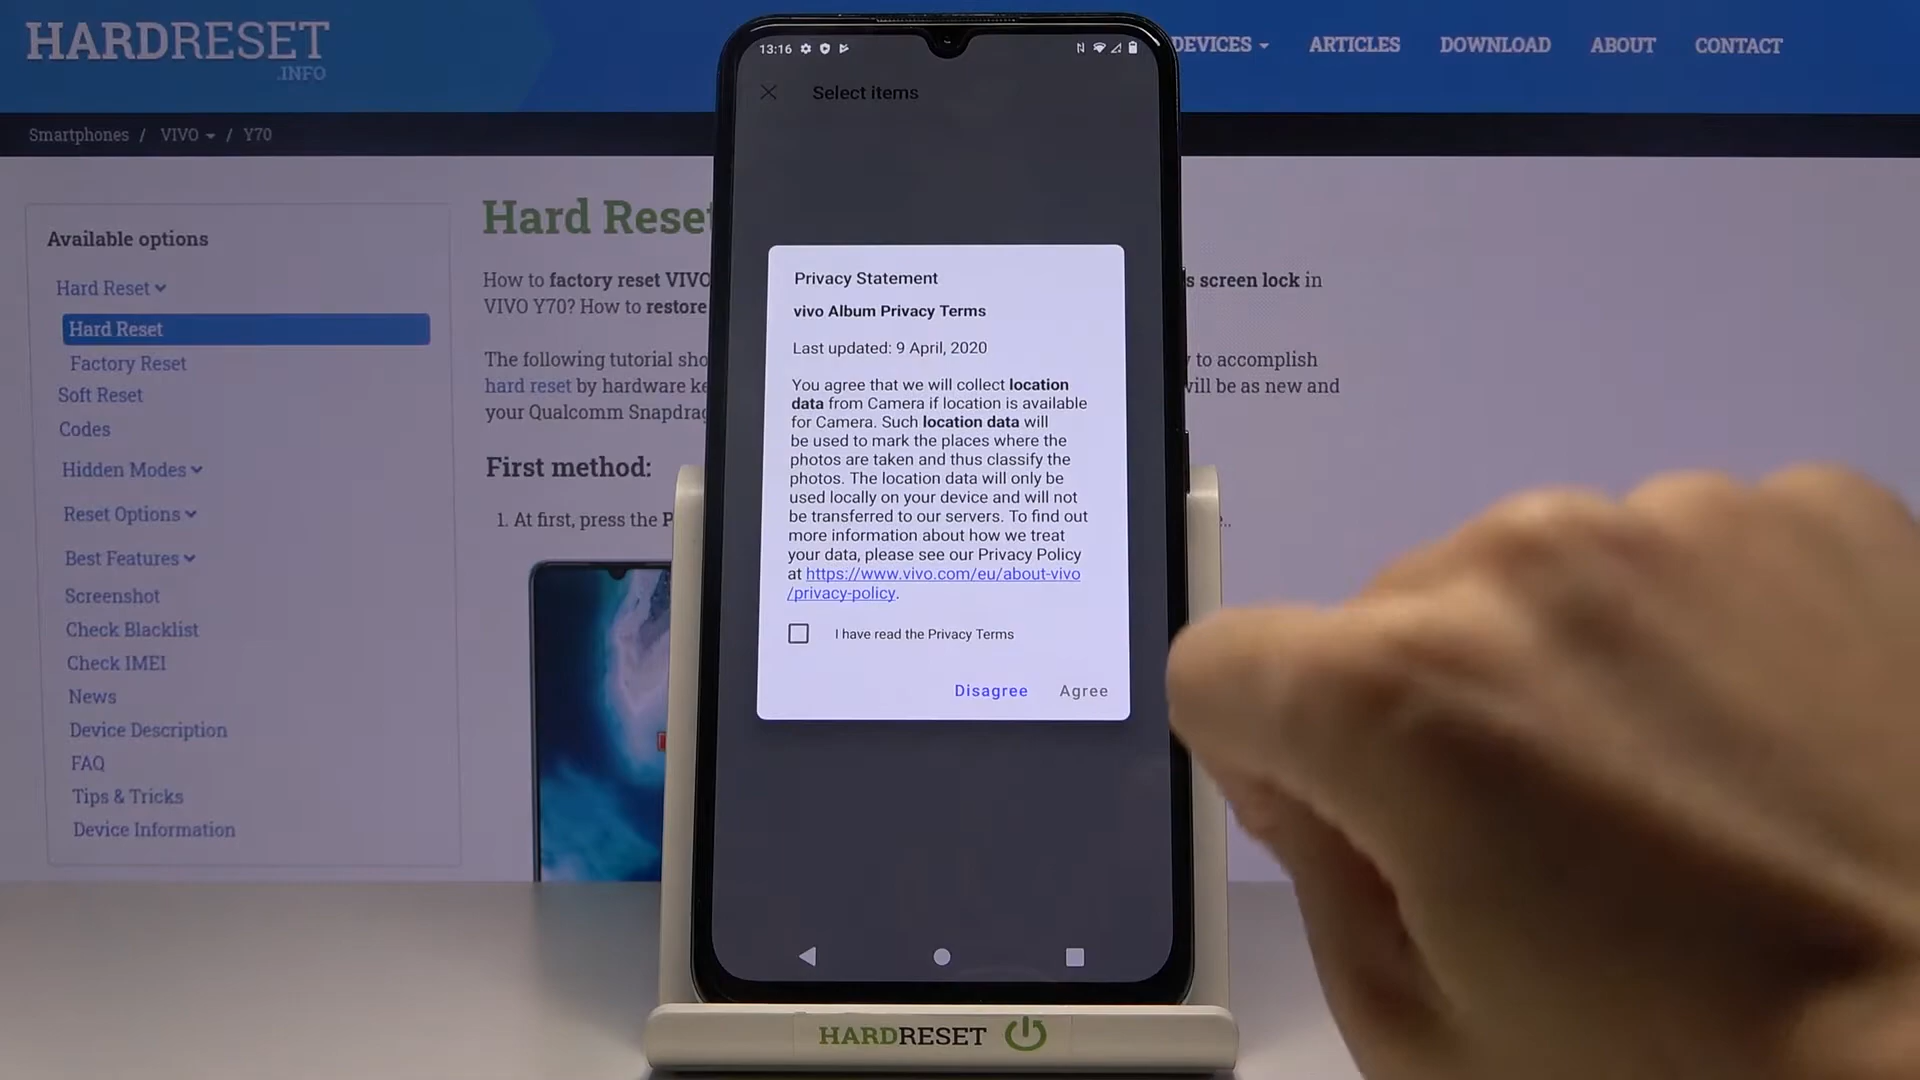 HARDRESET
.INFO
DEVICES
ARTICLES
DOWNLOAD
ABOUT
CONTACT
Smartphones / VIVO / Y70
Available options
Hard Reset
Hard Reset
Factory Reset
Soft Reset
Codes
Hidden Modes
Reset Options
Best Features
Screenshot
Check Blacklist
Check IMEI
News
Device Description
FAQ
Tips & Tricks
Device Information
Hard Reset
How to factory reset VIVO
s screen lock in
VIVO Y70? How to restore
The following tutorial
to accomplish
hard reset by hardware
will be as new and
your Qualcomm
First method:
1. At first, press the
13:16
Select items
Privacy Statement
vivo Album Privacy Terms
Last updated: 9 April, 2020
You agree that we will collect location
data from Camera if location is available
for Camera. Such location data will
be used to mark the places where the
photos are taken and thus classify the
photos. The location data will only be
used locally on your device and will not
be transferred to our servers. To find out
more information about how we treat
your data, please see our Privacy Policy
at https://www.vivo.com/eu/about-vivo
/privacy-policy.
I have read the Privacy Terms
Disagree Agree
HARDRESET